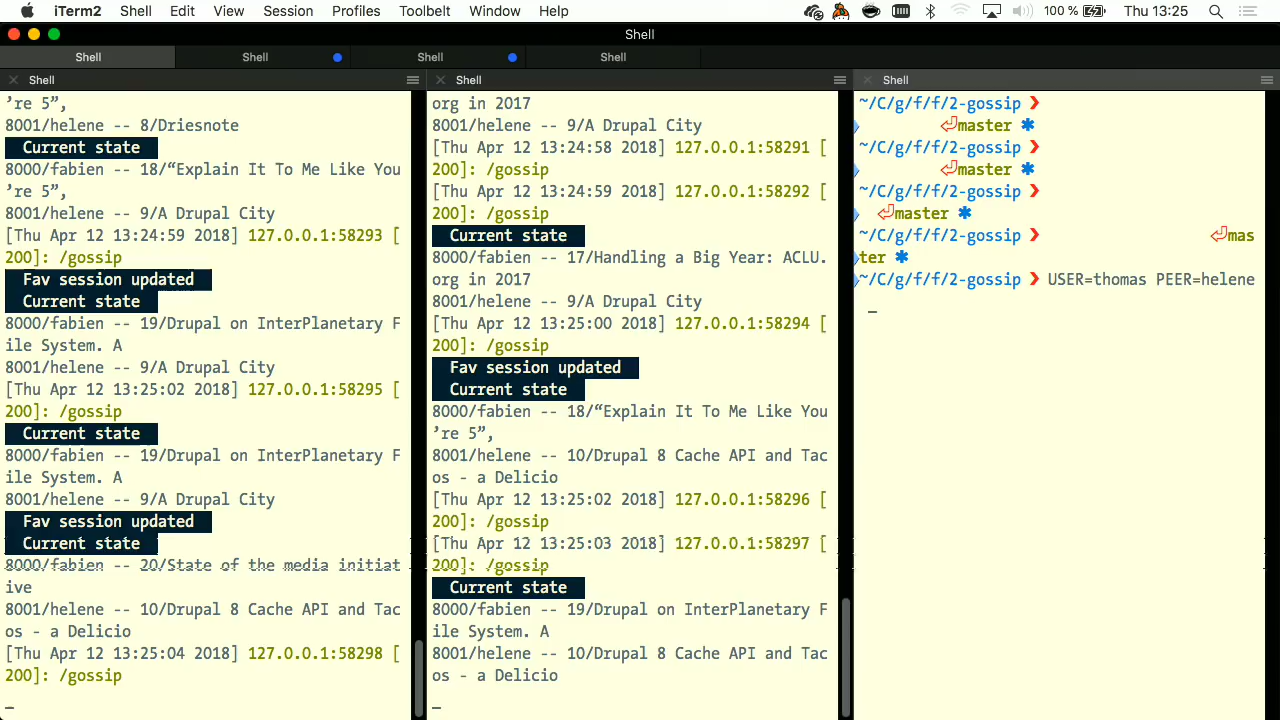 iTerm2 Shell Edit View Session Profiles Toolbelt Window Help 100 % Thu 13:25
Shell
Shell Shell Shell Shell
Shell
’re 5”,
8001/helene -- 8/Driesnote
Current state
8000/fabien -- 18/“Explain It To Me Like You
’re 5”,
8001/helene -- 9/A Drupal City
[Thu Apr 12 13:24:59 2018] 127.0.0.1:58293 [
200]: /gossip
Fav session updated
Current state
8000/fabien -- 19/Drupal on InterPlanetary F
ile System. A
8001/helene -- 9/A Drupal City
[Thu Apr 12 13:25:02 2018] 127.0.0.1:58295 [
200]: /gossip
Current state
8000/fabien -- 19/Drupal on InterPlanetary F
ile System. A
8001/helene -- 9/A Drupal City
Fav session updated
Current state
8000/fabien -- 20/State of the media initiat
ive
8001/helene -- 10/Drupal 8 Cache API and Tac
os - a Delicio
[Thu Apr 12 13:25:04 2018] 127.0.0.1:58298 [
200]: /gossip
Shell
org in 2017
8001/helene -- 9/A Drupal City
[Thu Apr 12 13:24:58 2018] 127.0.0.1:58291 [
200]: /gossip
[Thu Apr 12 13:24:59 2018] 127.0.0.1:58292 [
200]: /gossip
Current state
8000/fabien -- 17/Handling a Big Year: ACLU.
org in 2017
8001/helene -- 9/A Drupal City
[Thu Apr 12 13:25:00 2018] 127.0.0.1:58294 [
200]: /gossip
Fav session updated
Current state
8000/fabien -- 18/“Explain It To Me Like You
’re 5”,
8001/helene -- 10/Drupal 8 Cache API and Tac
os - a Delicio
[Thu Apr 12 13:25:02 2018] 127.0.0.1:58296 [
200]: /gossip
[Thu Apr 12 13:25:03 2018] 127.0.0.1:58297 [
200]: /gossip
Current state
8000/fabien -- 19/Drupal on InterPlanetary F
ile System. A
8001/helene -- 10/Drupal 8 Cache API and Tac
os - a Delicio
Shell
~/C/g/f/f/2-gossip ❯
⏎master ✱
~/C/g/f/f/2-gossip ❯
⏎master ✱
~/C/g/f/f/2-gossip ❯
⏎master ✱
~/C/g/f/f/2-gossip ❯ ⏎mas
ter ✱
~/C/g/f/f/2-gossip ❯ USER=thomas PEER=helene